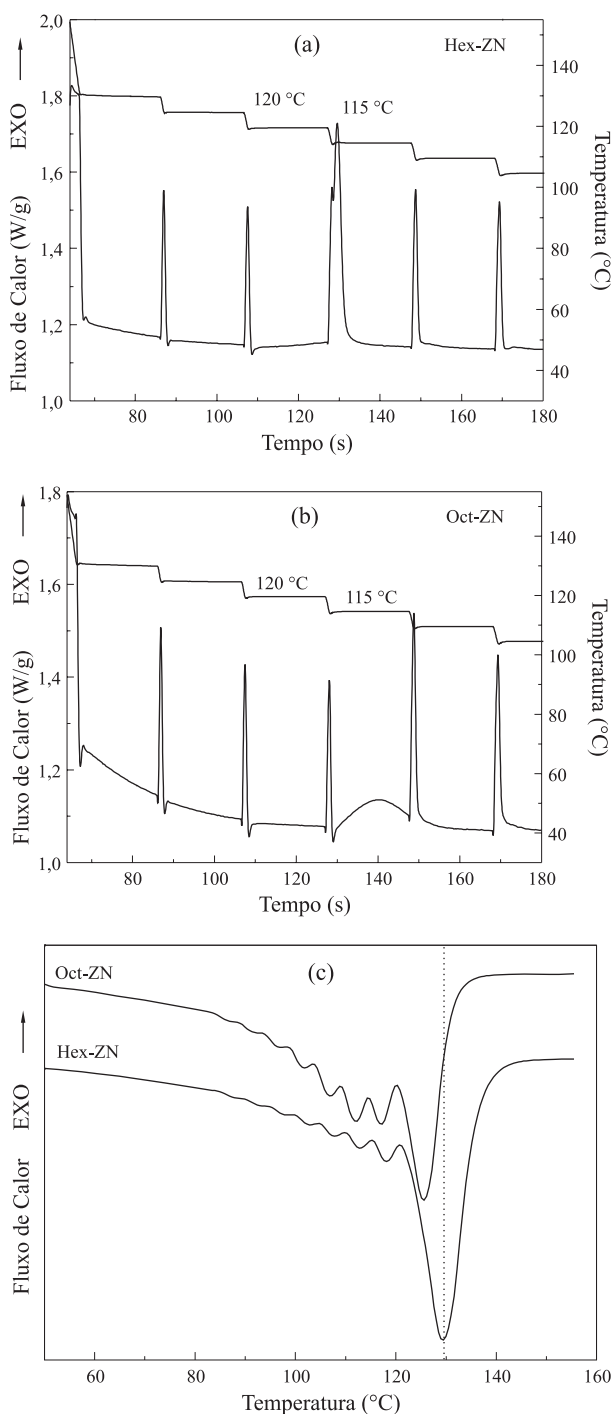 (a)
Hex-ZN
120 °C
115 °C
Fluxo de Calor (W/g)
EXO
2,0
1,8
1,6
1,4
1,2
1,0
140
120
100
80
60
40
Temperatura (°C)
80
100
120
140
160
180
Tempo (s)
(b)
Oct-ZN
120 °C
115 °C
Fluxo de Calor (W/g)
EXO
1,8
1,6
1,4
1,2
1,0
140
120
100
80
60
40
Temperatura (°C)
80
100
120
140
160
180
Tempo (s)
(c)
Oct-ZN
Hex-ZN
Fluxo de Calor
EXO
60
80
100
120
140
160
Temperatura (°C)